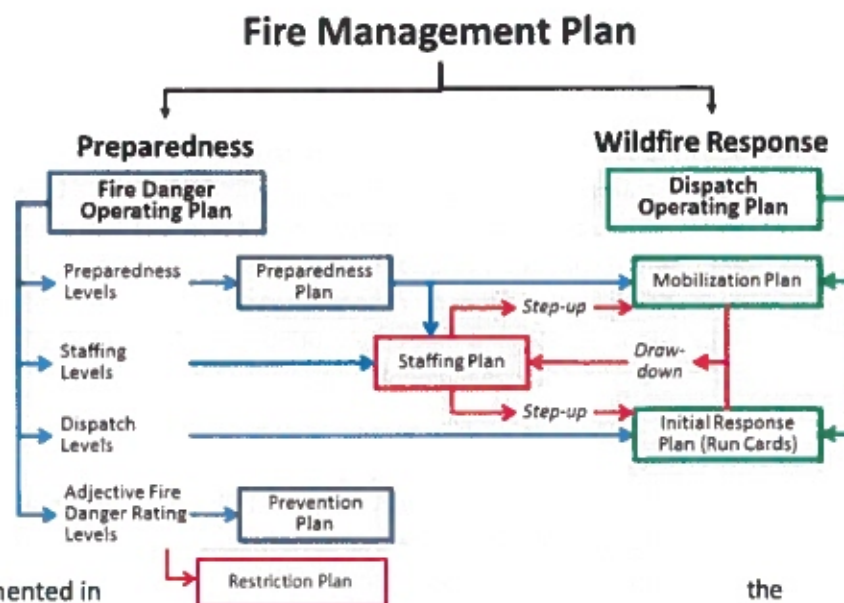 Fire Management Plan
Preparedness
Wildfire Response
Fire Danger
Operating Plan
Dispatch
Operating Plan
Preparedness
Levels
Preparedness
Plan
Mobilization Plan
Step-up
Staffing
Levels
Staffing Plan
Draw-
down
Step-up
Dispatch
Levels
Initial Response
Plan (Run Cards)
Adjective Fire
Danger Rating
Levels
Prevention
Plan
Restriction Plan
the